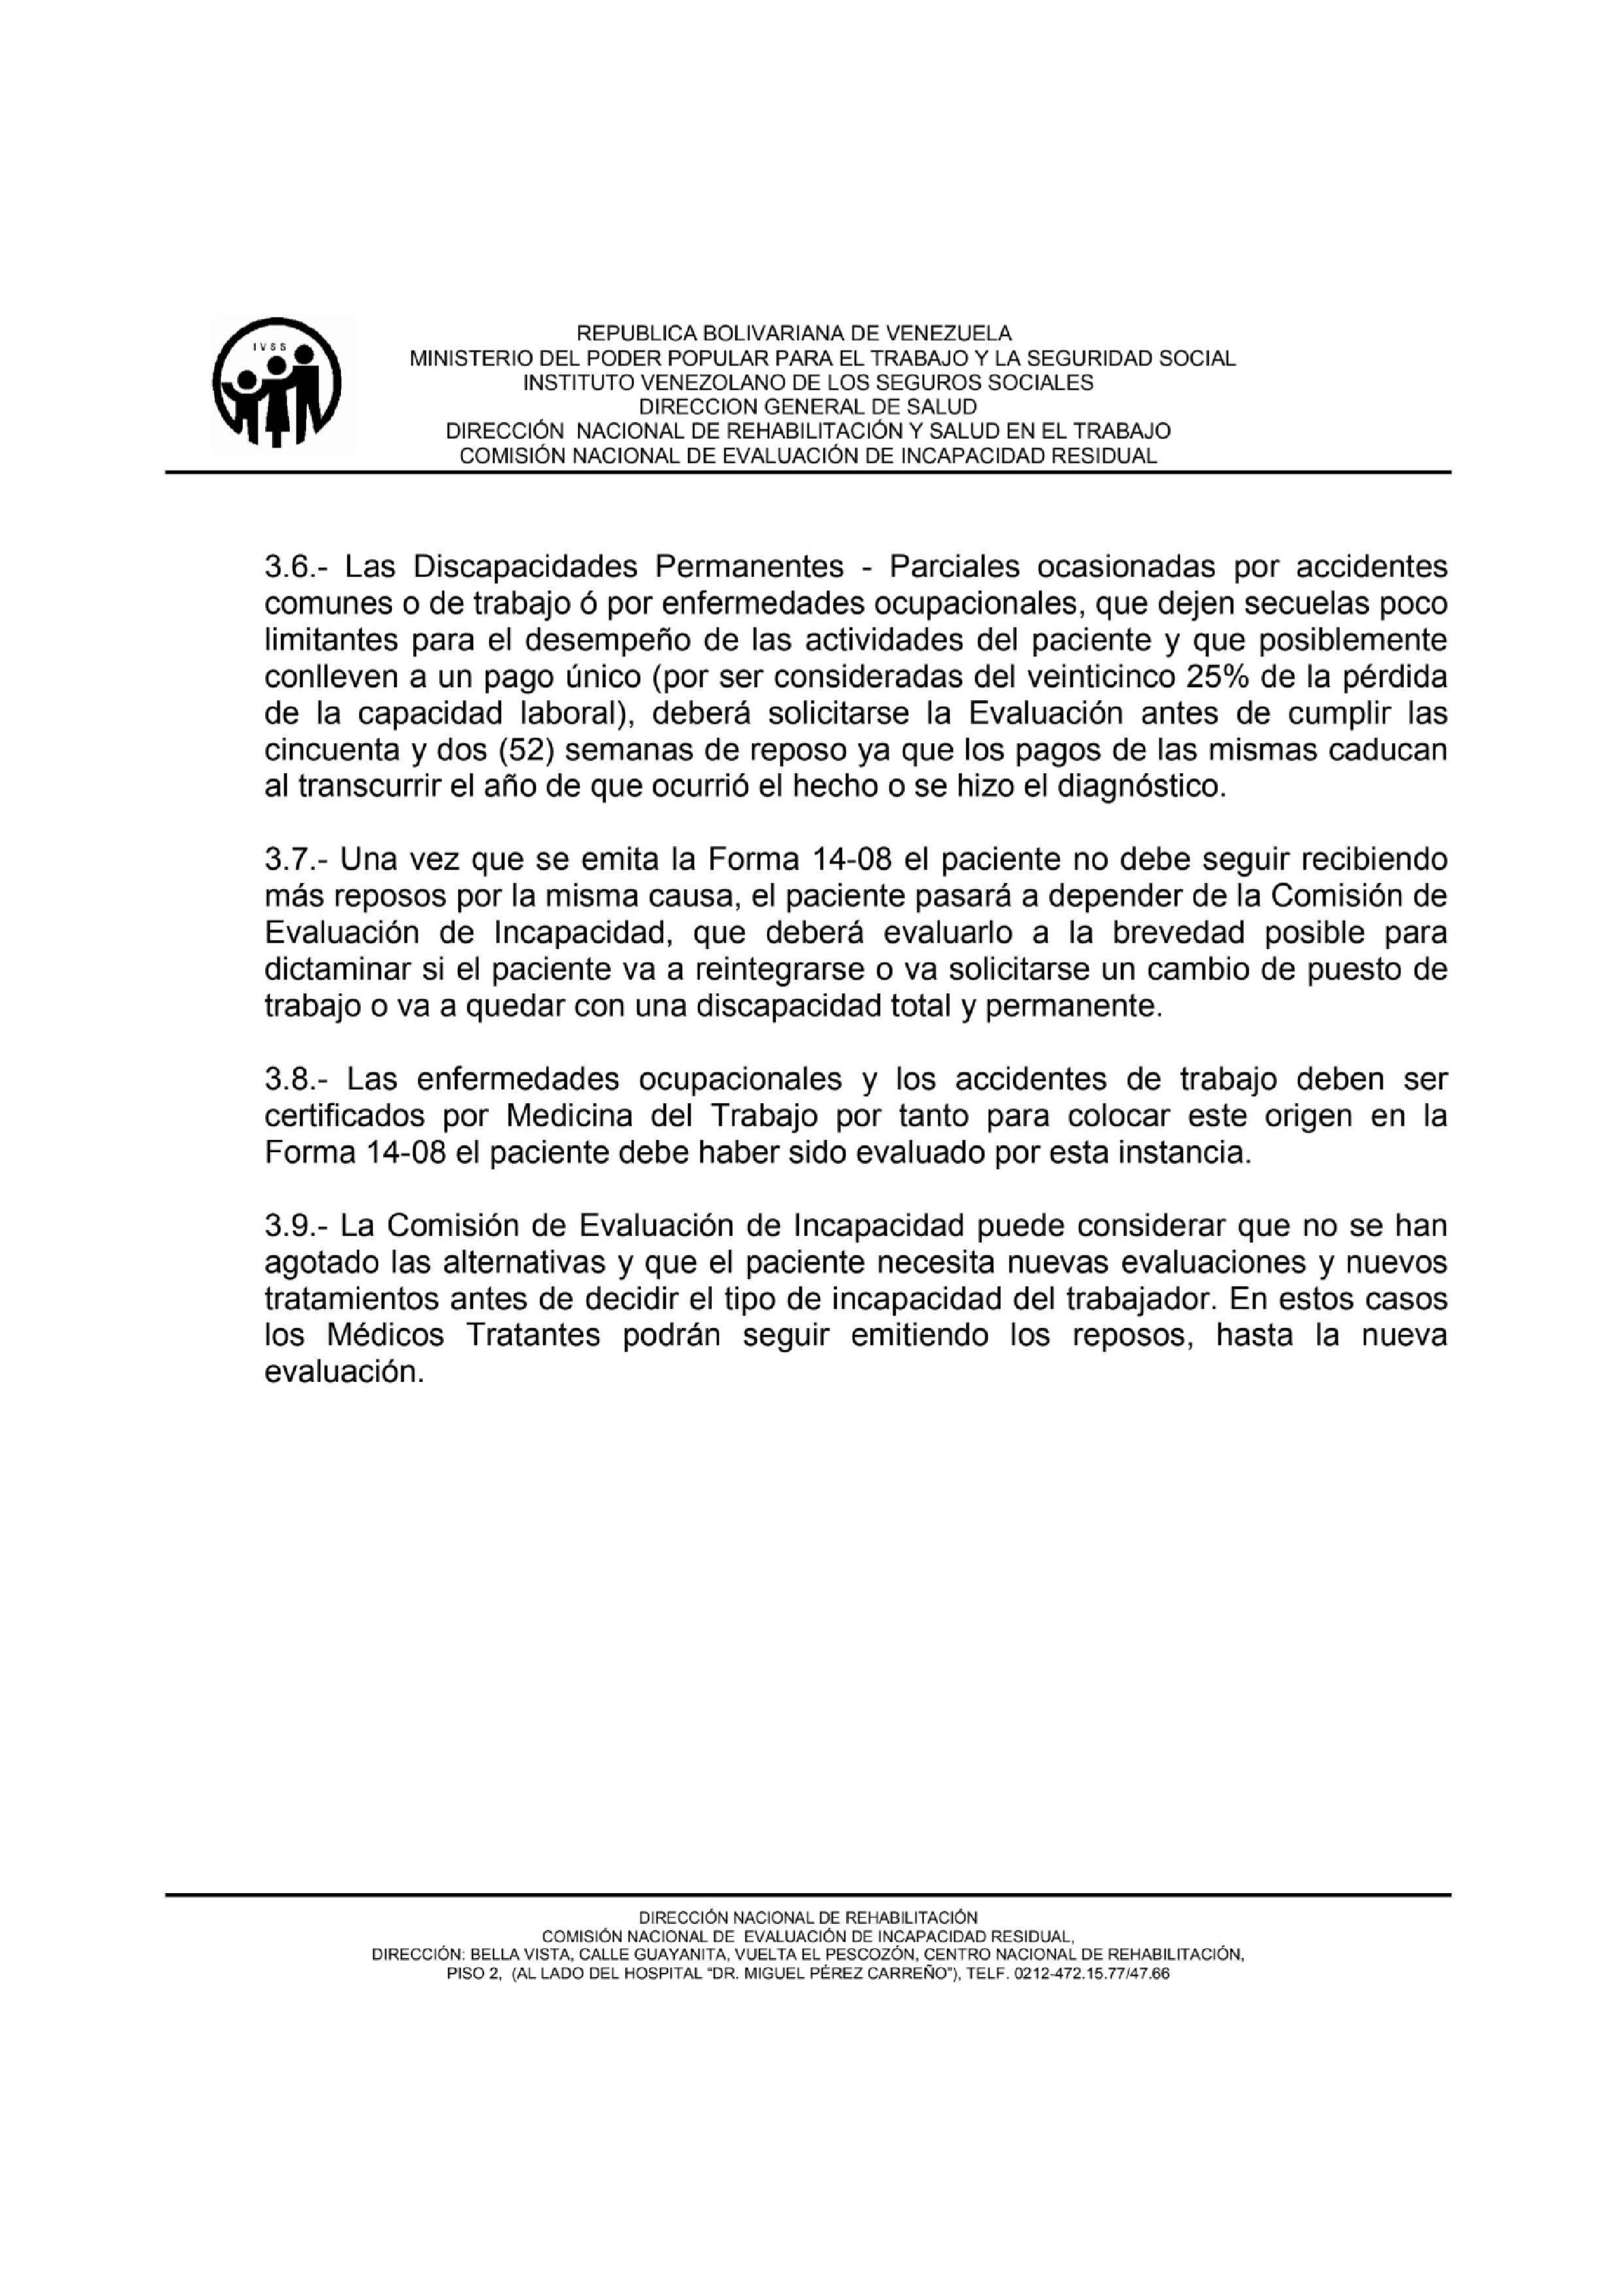 IVSS
REPUBLICA BOLIVARIANA DE VENEZUELA
MINISTERIO DEL PODER POPULAR PARA EL TRABAJO Y LA SEGURIDAD SOCIAL
INSTITUTO VENEZOLANO DE LOS SEGUROS SOCIALES
DIRECCION GENERAL DE SALUD
DIRECCIÓN NACIONAL DE REHABILITACIÓN Y SALUD EN EL TRABAJO
COMISIÓN NACIONAL DE EVALUACIÓN DE INCAPACIDAD RESIDUAL
3.6.- Las Discapacidades Permanentes - Parciales ocasionadas por accidentes
comunes o de trabajo ó por enfermedades ocupacionales, que dejen secuelas poco
limitantes para el desempeño de las actividades del paciente y que posiblemente
conlleven a un pago único (por ser consideradas del veinticinco 25% de la pérdida
de la capacidad laboral), deberá solicitarse la Evaluación antes de cumplir las
cincuenta y dos (52) semanas de reposo ya que los pagos de las mismas caducan
al transcurrir el año de que ocurrió el hecho o se hizo el diagnóstico.
3.7.- Una vez que se emita la Forma 14-08 el paciente no debe seguir recibiendo
más reposos por la misma causa, el paciente pasará a depender de la Comisión de
Evaluación de Incapacidad, que deberá evaluarlo a la brevedad posible para
dictaminar si el paciente va a reintegrarse o va solicitarse un cambio de puesto de
trabajo o va a quedar con una discapacidad total y permanente.
3.8.- Las enfermedades ocupacionales y los accidentes de trabajo deben ser
certificados por Medicina del Trabajo por tanto para colocar este origen en la
Forma 14-08 el paciente debe haber sido evaluado por esta instancia.
3.9.- La Comisión de Evaluación de Incapacidad puede considerar que no se han
agotado las alternativas y que el paciente necesita nuevas evaluaciones y nuevos
tratamientos antes de decidir el tipo de incapacidad del trabajador. En estos casos
los Médicos Tratantes podrán seguir emitiendo los reposos, hasta la nueva
evaluación.
DIRECCIÓN NACIONAL DE REHABILITACIÓN
COMISIÓN NACIONAL DE EVALUACIÓN DE INCAPACIDAD RESIDUAL,
DIRECCIÓN: BELLA VISTA, CALLE GUAYANITA, VUELTA EL PESCOZÓN, CENTRO NACIONAL DE REHABILITACIÓN,
PISO 2, (AL LADO DEL HOSPITAL "DR. MIGUEL PÉREZ CARREÑO"), TELF. 0212-472.15.77/47.66